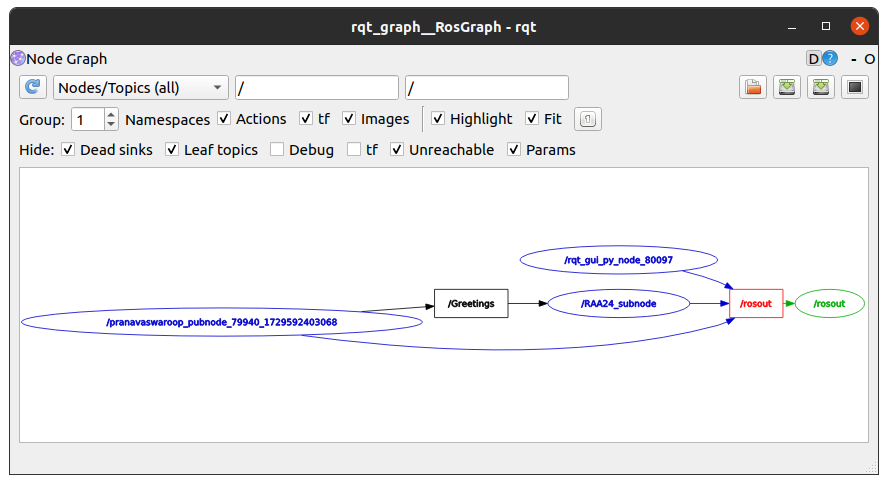 rqt_graph__RosGraph - rqt
Node Graph
D ? - O
Nodes/Topics (all) / /
Group: 1 Namespaces Actions tf Images Highlight Fit
Hide: Dead sinks Leaf topics Debug tf Unreachable Params
/rqt_gui_py_node_80097
/Greetings /RAA24_subnode /rosout /rosout
/pranavaswaroop_pubnode_79940_1729592403068